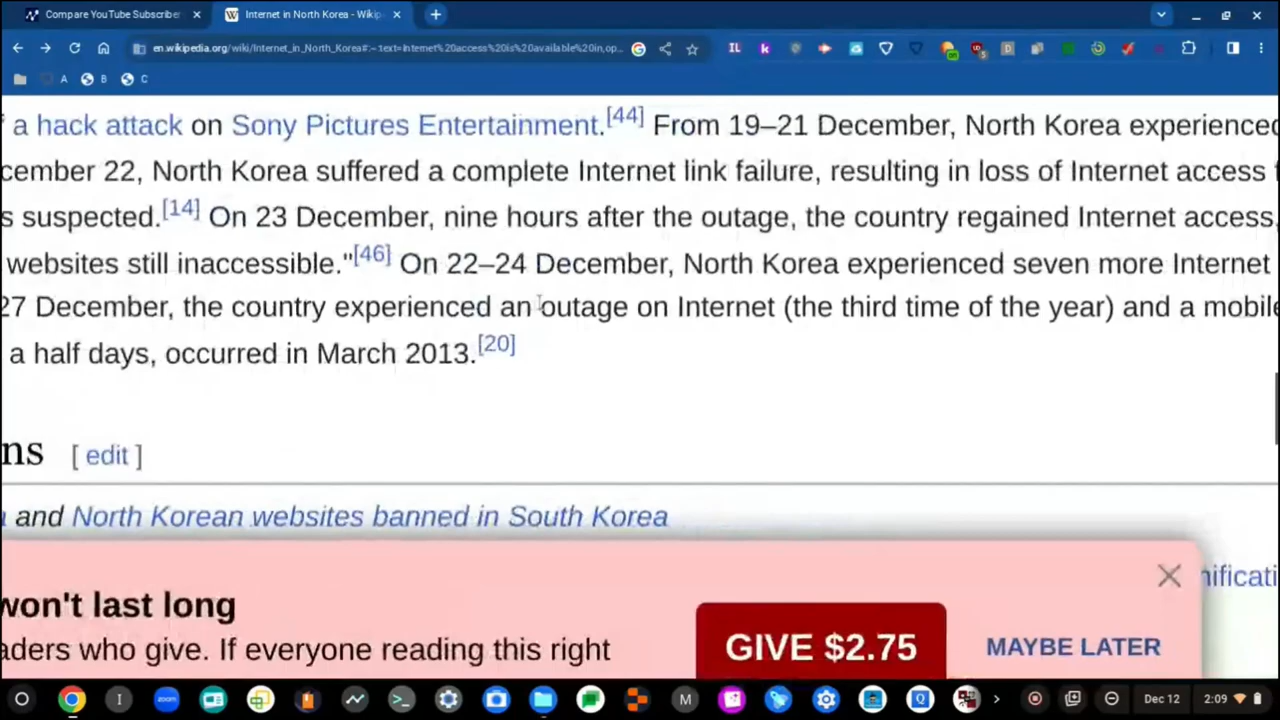 Compare YouTube Subscriber
Internet in North Korea - Wikip
en.wikipedia.org/wiki/Internet_in_North_Korea#:~:text=Internet%20access%20is%20available%20in,op...
A B C
a hack attack on Sony Pictures Entertainment.[44] From 19–21 December, North Korea experienced
cember 22, North Korea suffered a complete Internet link failure, resulting in loss of Internet access
s suspected.[14] On 23 December, nine hours after the outage, the country regained Internet access,
websites still inaccessible."[46] On 22–24 December, North Korea experienced seven more Internet
27 December, the country experienced an outage on Internet (the third time of the year) and a mobile
a half days, occurred in March 2013.[20]
ns [ edit ]
and North Korean websites banned in South Korea
nificati
won't last long
aders who give. If everyone reading this right
GIVE $2.75
MAYBE LATER
Dec 12 2:09